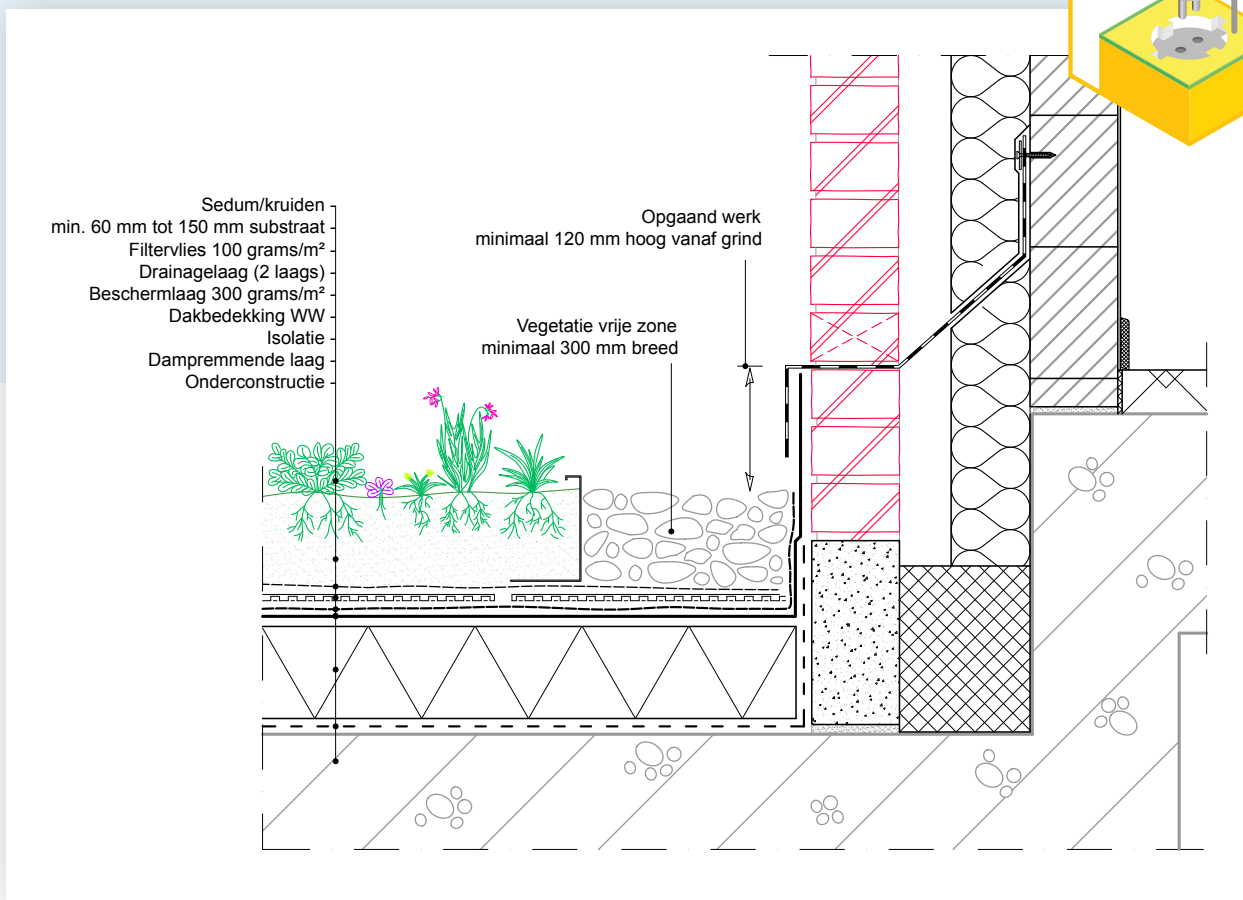 Sedum/kruiden
min. 60 mm tot 150 mm substraat
Filtervlies 100 grams/m²
Drainagelaag (2 laags)
Beschermlaag 300 grams/m²
Dakbedekking WW
Isolatie
Dampremmende laag
Onderconstructie
Opgaand werk
minimaal 120 mm hoog vanaf grind
Vegetatie vrije zone
minimaal 300 mm breed